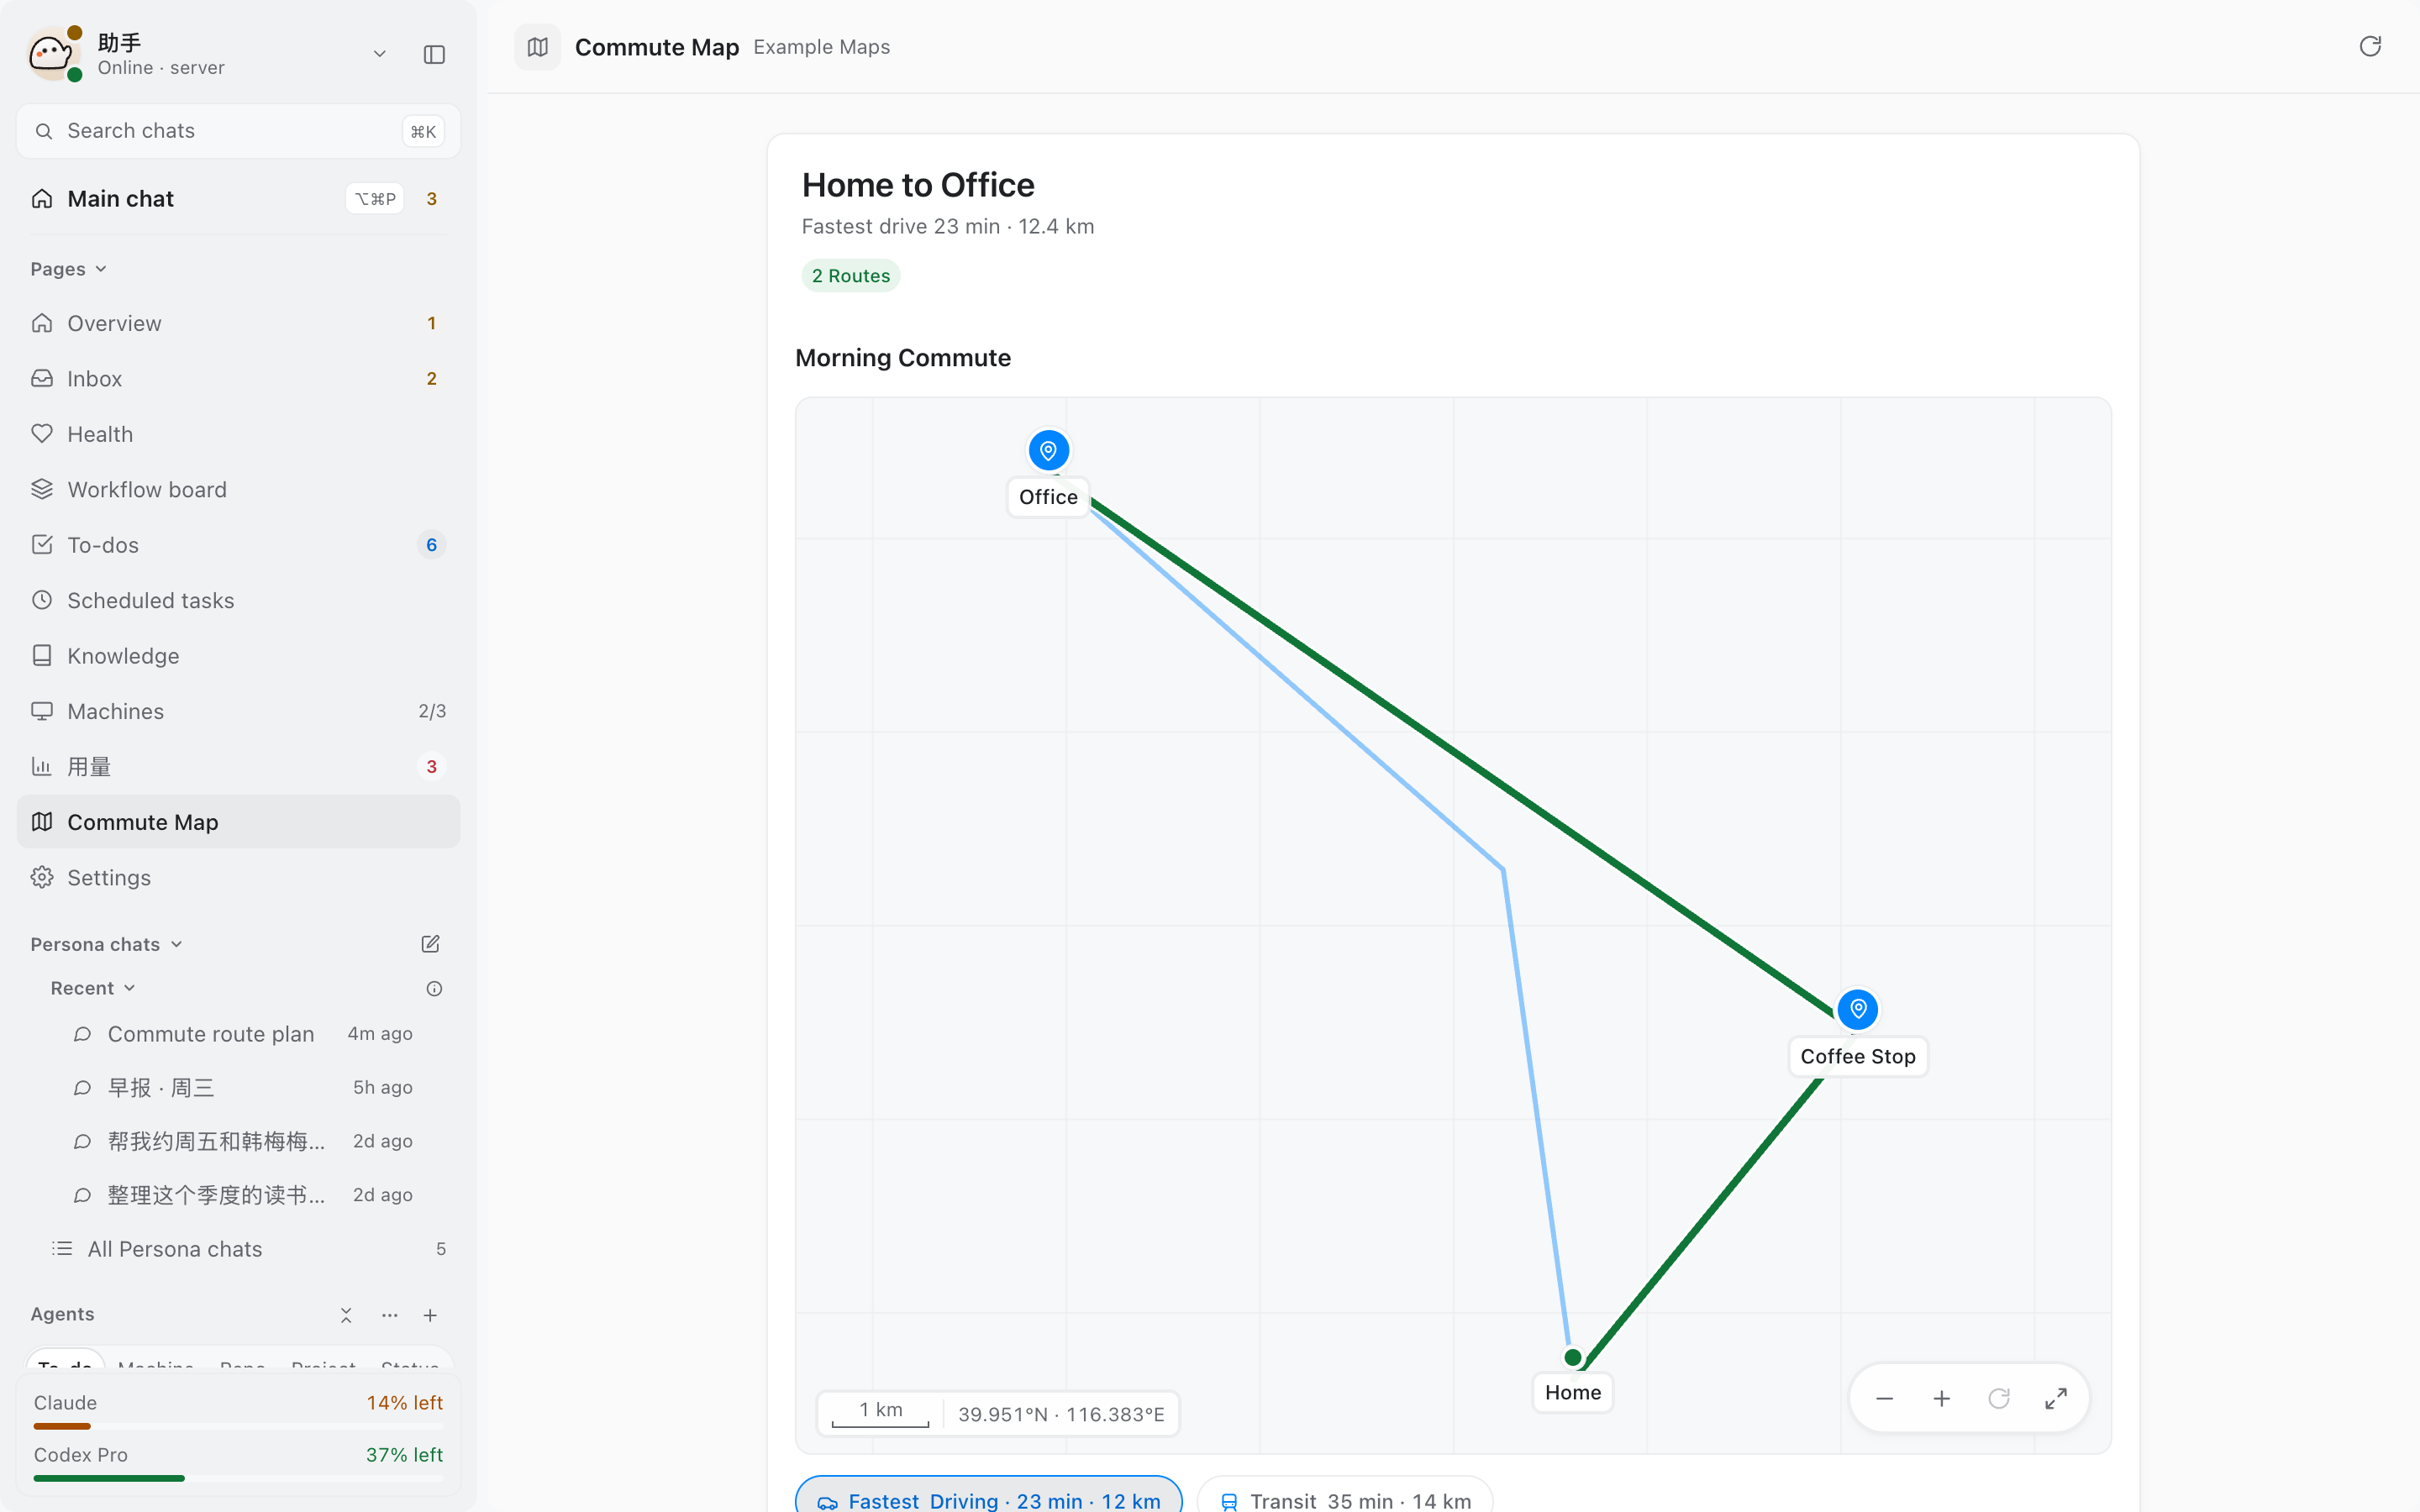 助手
Online · server
Search chats
⌘K
Main chat
⌥⌘P
3
Pages
Overview
1
Inbox
2
Health
Workflow board
To-dos
6
Scheduled tasks
Knowledge
Machines
2/3
用量
3
Commute Map
Settings
Persona chats
Recent
Commute route plan
4m ago
早报 · 周三
5h ago
帮我约周五和韩梅梅...
2d ago
整理这个季度的读书...
2d ago
All Persona chats
5
Agents
To-do
Machine
Repo
Project
Status
Claude
14% left
Codex Pro
37% left
Commute Map
Example Maps
Home to Office
Fastest drive 23 min · 12.4 km
2 Routes
Morning Commute
Office
Coffee Stop
Home
1 km
39.951°N · 116.383°E
Fastest Driving · 23 min · 12 km
Transit 35 min · 14 km